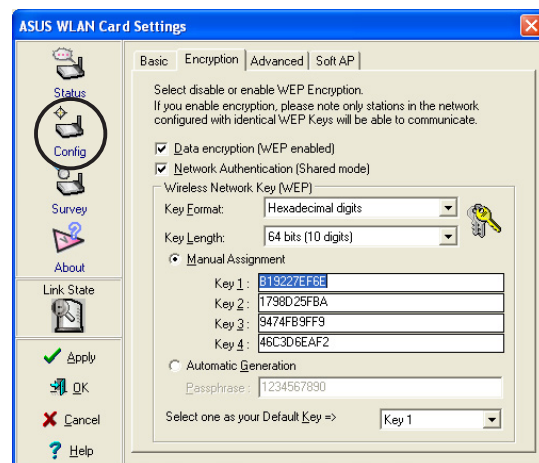 ASUS WLAN Card Settings
Status
Config
Survey
About
Link State
Apply
OK
Cancel
Help
Basic Encryption Advanced Soft AP
Select disable or enable WEP Encryption.
If you enable encryption, please note only stations in the network
configured with identical WEP Keys will be able to communicate.
Data encryption (WEP enabled)
Network Authentication (Shared mode)
Wireless Network Key (WEP)
Key Format: Hexadecimal digits
Key Length: 64 bits (10 digits)
Manual Assignment
Key 1 : B19227EF6E
Key 2 : 1798D25FBA
Key 3 : 9474FB9FF9
Key 4 : 46C3D6EAF2
Automatic Generation
Passphrase : 1234567890
Select one as your Default Key => Key 1